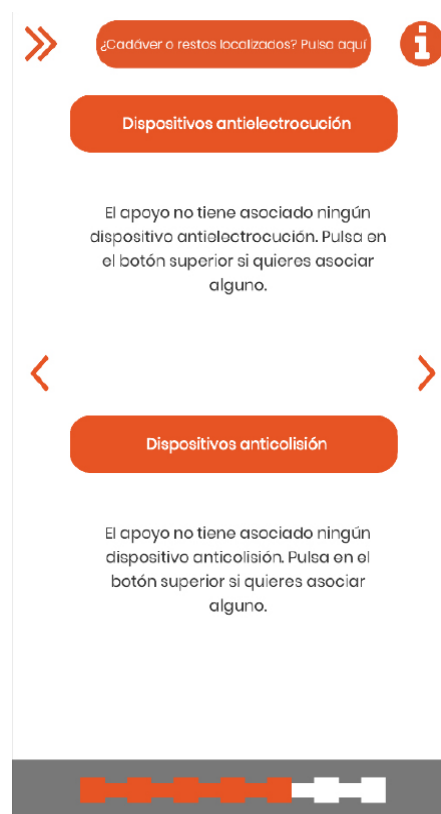 ¿Cadáver o restos localizados? Pulsa aquí
Dispositivos antielectrocución
El apoyo no tiene asociado ningún
dispositivo antielectrocución. Pulsa en
el botón superior si quieres asociar
alguno.
Dispositivos anticolisión
El apoyo no tiene asociado ningún
dispositivo anticolisión. Pulsa en el
botón superior si quieres asociar
alguno.